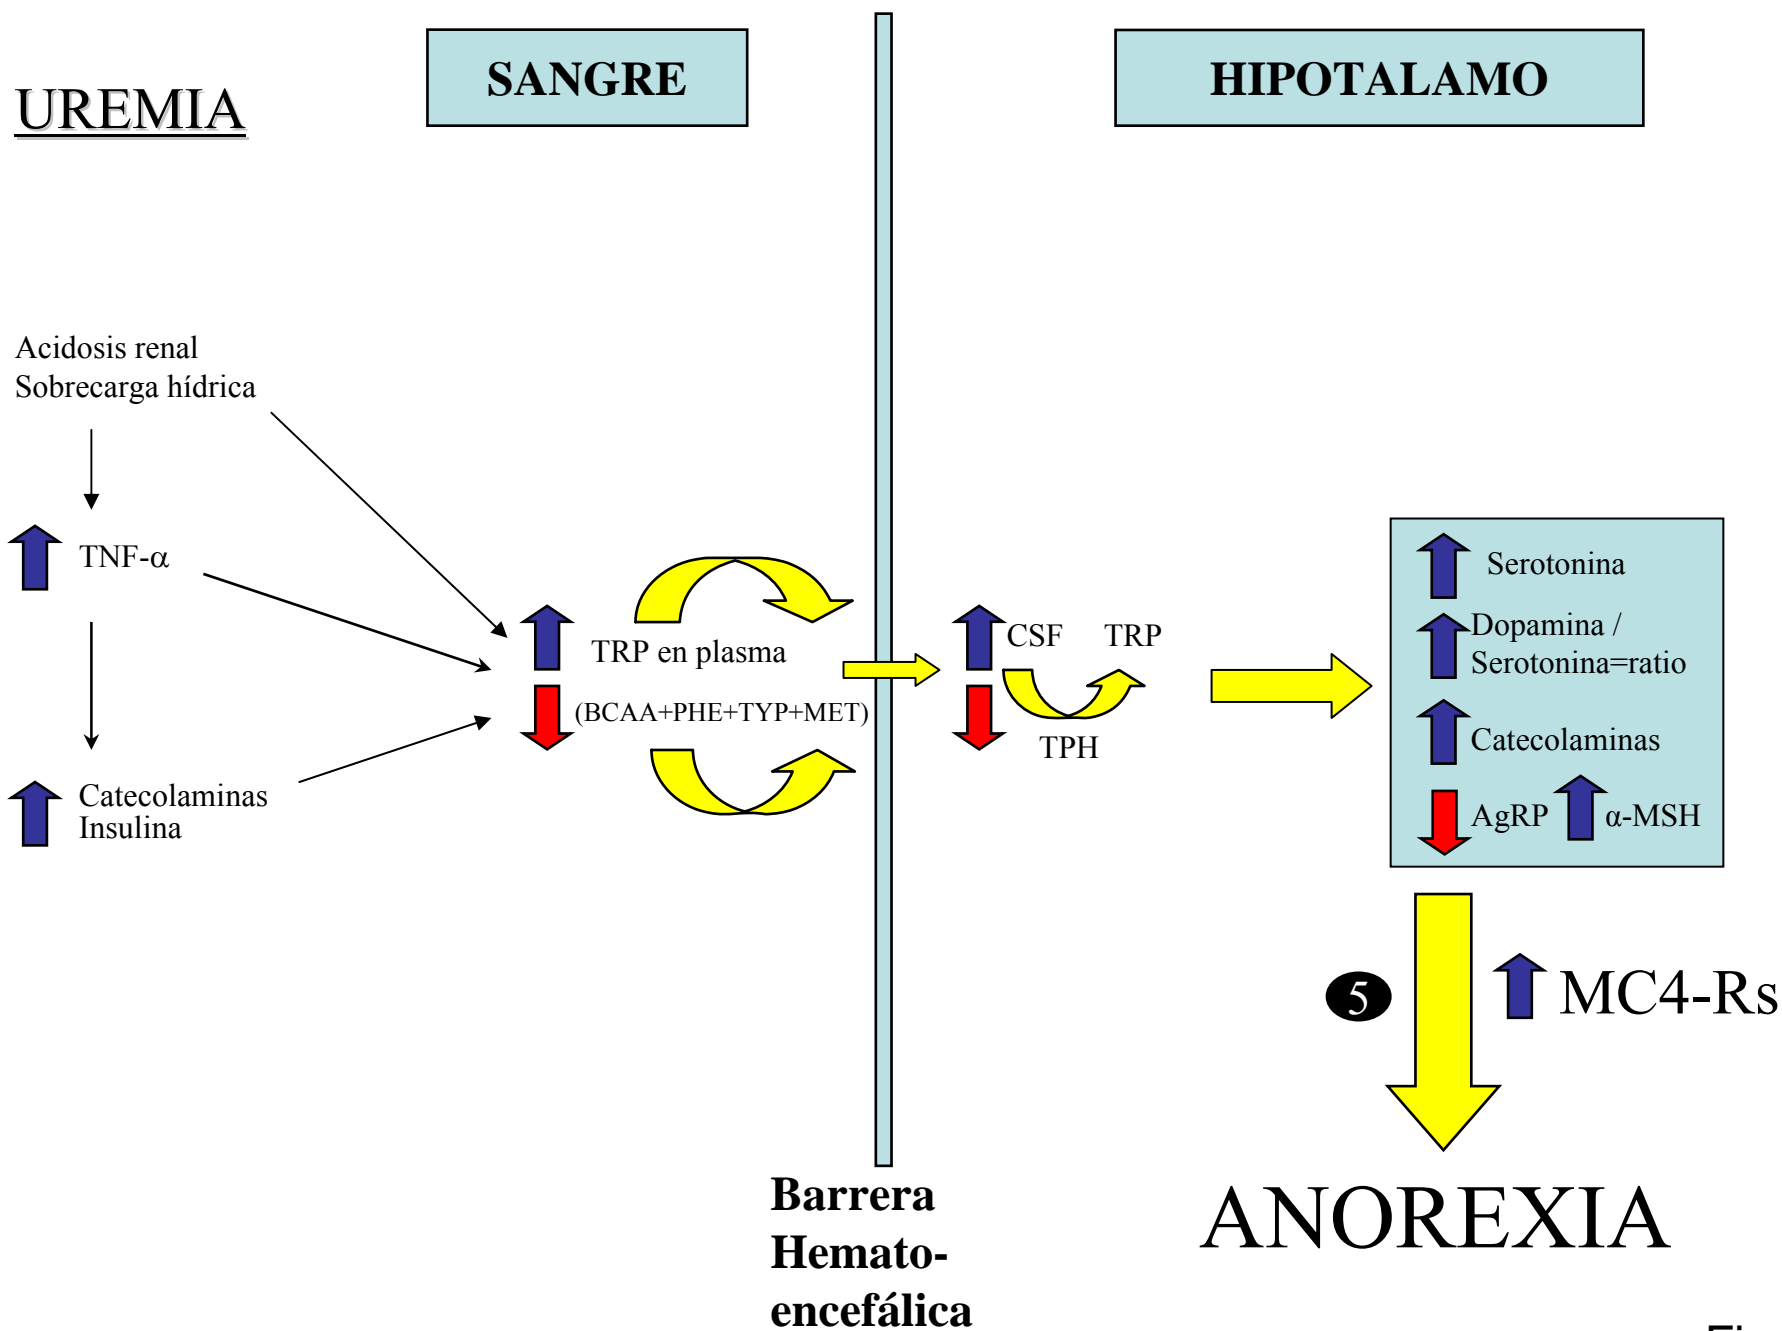 UREMIA
SANGRE
HIPOTALAMO
Acidosis renal
Sobrecarga hídrica
TNF-α
Catecolaminas
Insulina
TRP en plasma
(BCAA+PHE+TYP+MET)
CSF TRP
TPH
Serotonina
Dopamina /
Serotonina=ratio
Catecolaminas
AgRP α-MSH
5
MC4-Rs
ANOREXIA
Barrera
Hemato-
encefálica